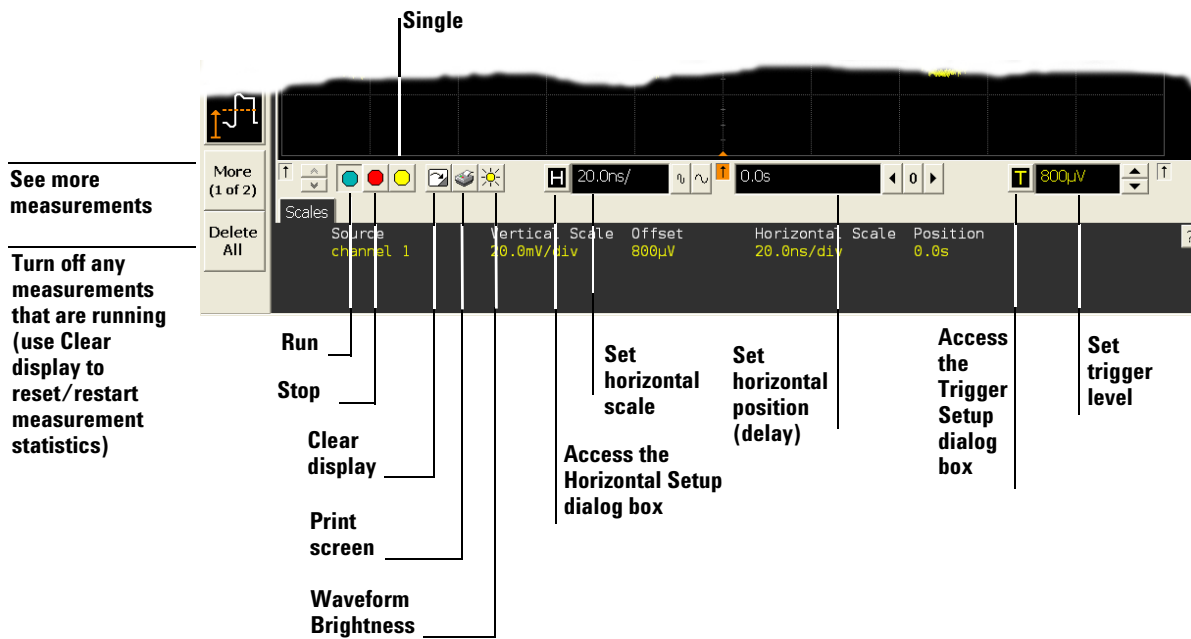 Single
More
(1 of 2)
See more
measurements
20.0ns/
0.0s
0
H
T
800µV
Scales
Delete
All
Source Vertical Scale Offset Horizontal Scale Position
channel 1 20.0mV/div 800µV 20.0ns/div 0.0s
?
Turn off any
measurements
that are running
(use Clear
display to
reset/restart
measurement
statistics)
Run
Stop
Clear
display
Print
screen
Waveform
Brightness
Access the
Horizontal Setup
dialog box
Set
horizontal
scale
Set
horizontal
position
(delay)
Access
the
Trigger
Setup
dialog
box
Set
trigger
level